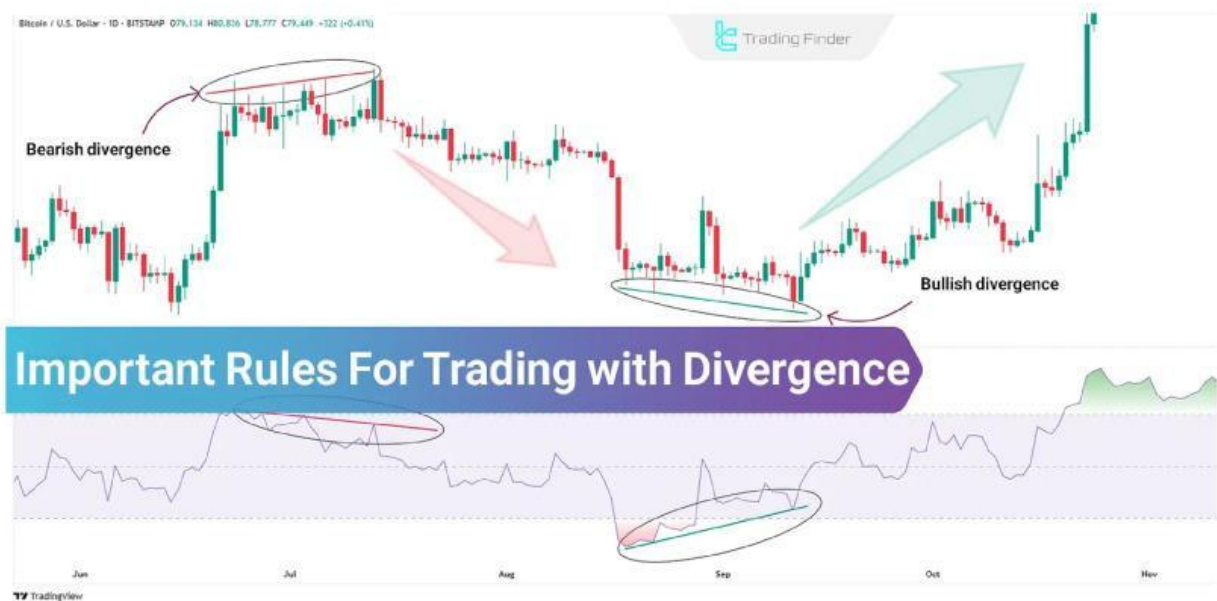 Bitcoin / U.S. Dollar · 1D · BITSTAMP O79,134 H80,836 L78,777 C79,449 +322 (+0.41%)
Trading Finder
Bearish divergence
Bullish divergence
Important Rules For Trading with Divergence
Jun Jul Aug Sep Oct Nov
TradingView